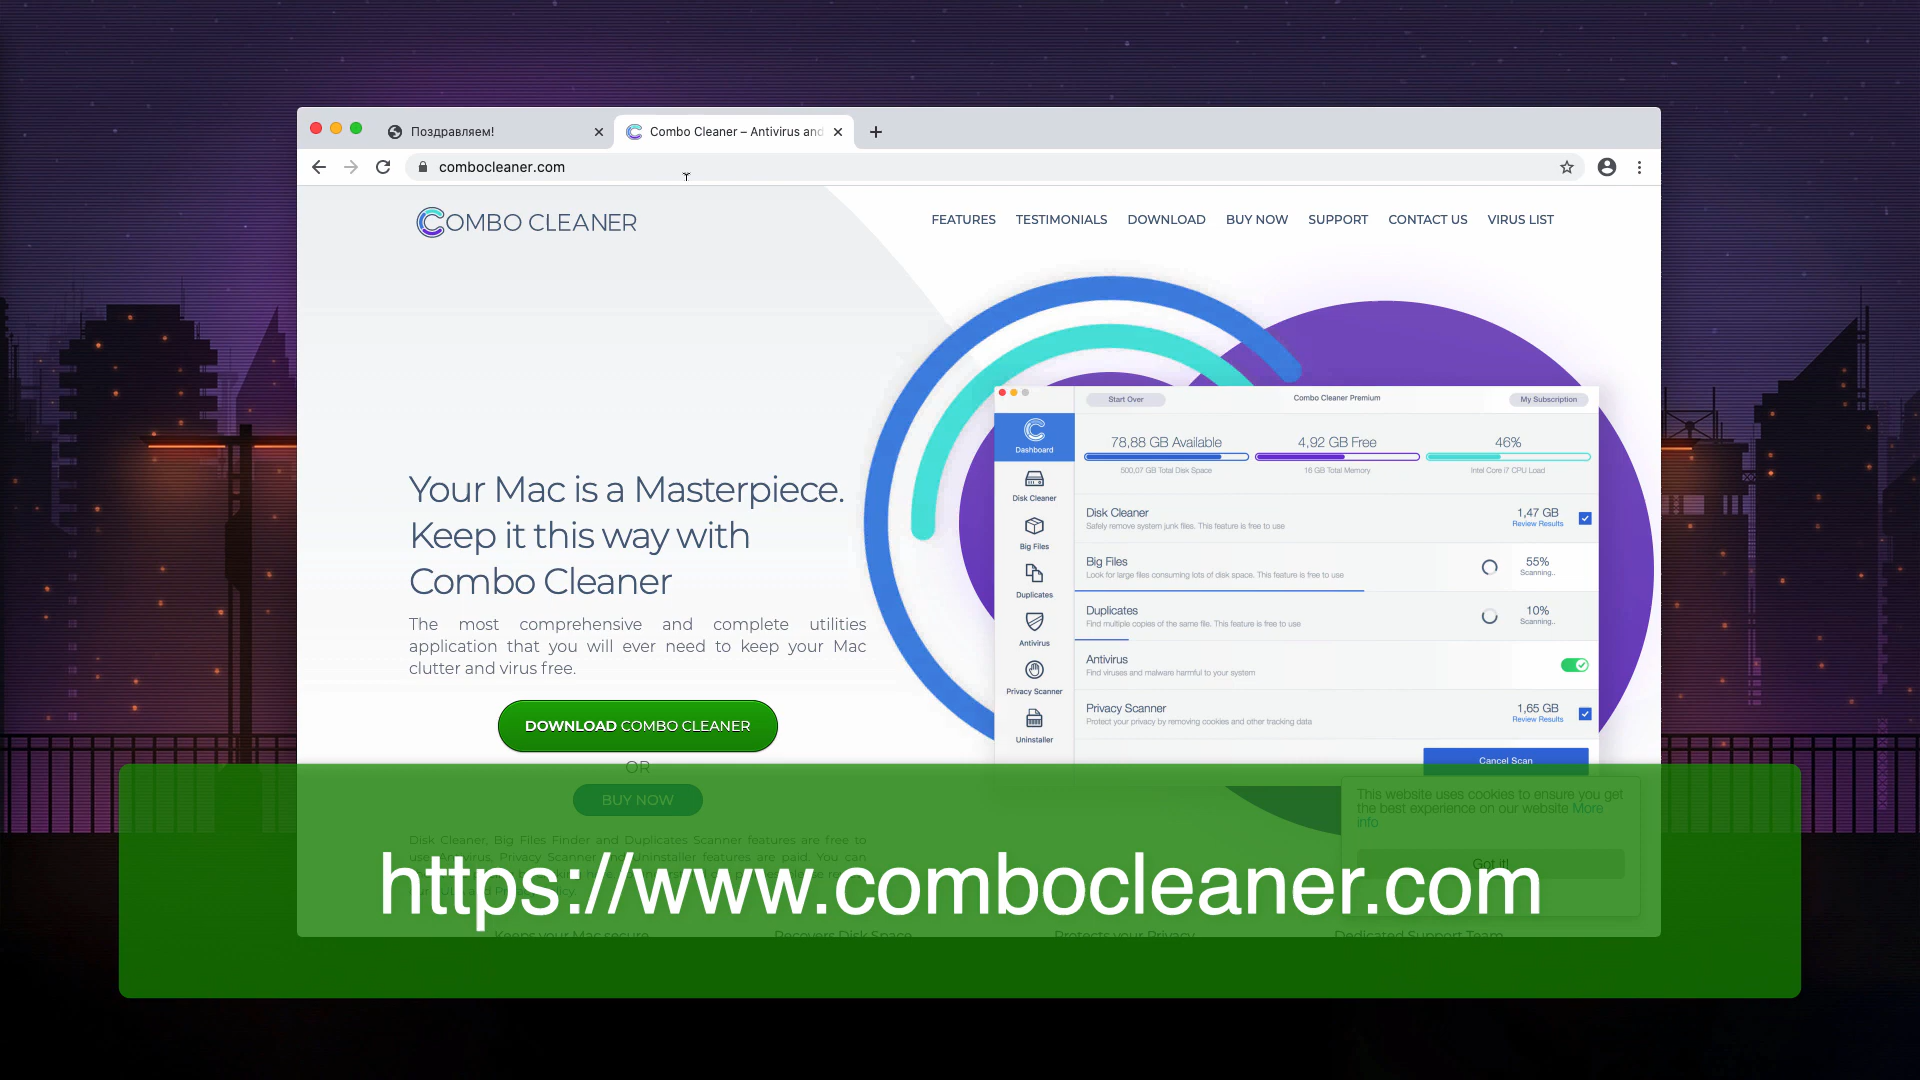 Поздравляем!
Combo Cleaner – Antivirus and
combocleaner.com
COMBO CLEANER
FEATURES TESTIMONIALS DOWNLOAD BUY NOW SUPPORT CONTACT US VIRUS LIST
Your Mac is a Masterpiece.
Keep it this way with
Combo Cleaner
The most comprehensive and complete utilities
application that you will ever need to keep your Mac
clutter and virus free.
DOWNLOAD COMBO CLEANER
OR
BUY NOW
Disk Cleaner, Big Files Finder and Duplicates Scanner features are free to
Start Over
Combo Cleaner Premium
My Subscription
78,88 GB Available
500,07 GB Total Disk Space
4,92 GB Free
16 GB Total Memory
46%
Intel Core i7 CPU Load
Dashboard
Disk Cleaner
Big Files
Duplicates
Antivirus
Privacy Scanner
Uninstaller
Disk Cleaner
Safely remove system junk files. This feature is free to use
1,47 GB
Review Results
Big Files
Look for large files consuming lots of disk space. This feature is free to use
55%
Scanning..
Duplicates
Find multiple copies of the same file. This feature is free to use
10%
Scanning..
Antivirus
Find viruses and malware harmful to your system
Privacy Scanner
Protect your privacy by removing cookies and other tracking data
1,65 GB
Review Results
Cancel Scan
This website uses cookies to ensure you get
the best experience on our website More
info
Got it!
https://www.combocleaner.com
Keeps your Mac secure
Recovers Disk Space
Protects your Privacy
Dedicated Support Team